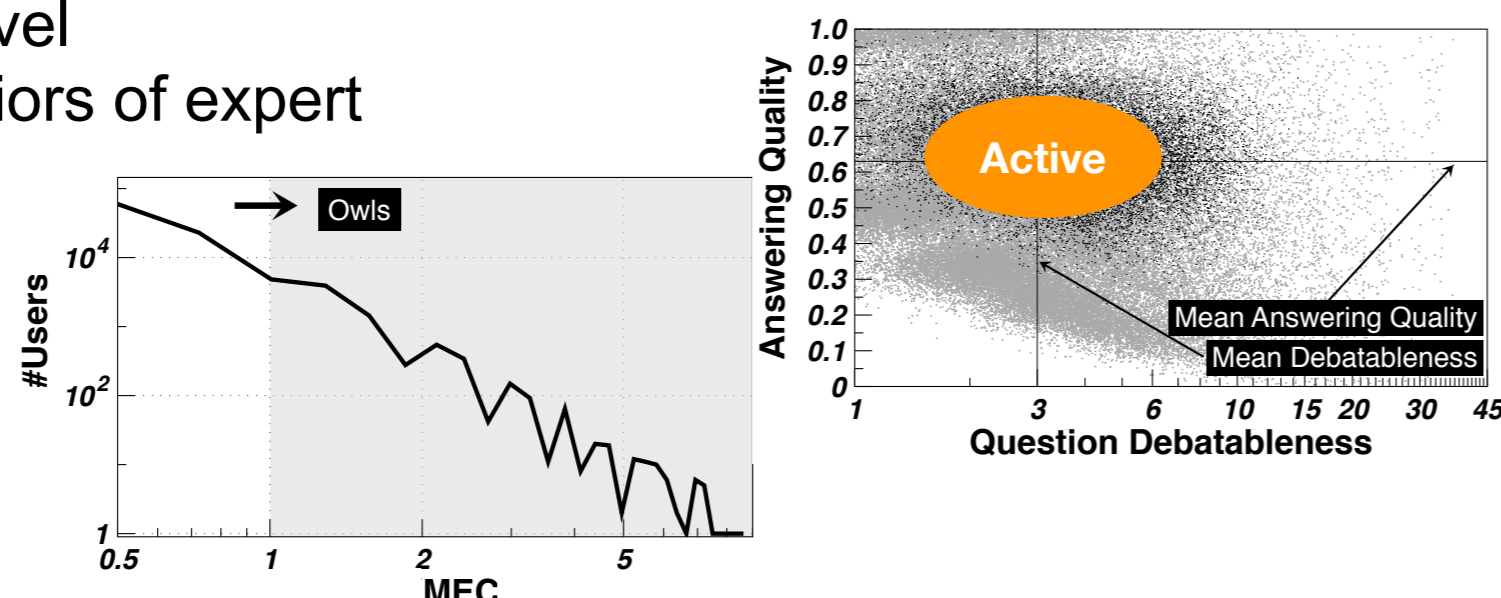 vel
iors of expert
#Users
10^4
10^2
1
Owls
0.5 1 2 5
MEC
Answering Quality
1.0
0.9
0.8
0.7
0.6
0.5
0.4
0.3
0.2
0.1
0
Active
Mean Answering Quality
Mean Debatableness
1 3 6 10 15 20 30 45
Question Debatableness